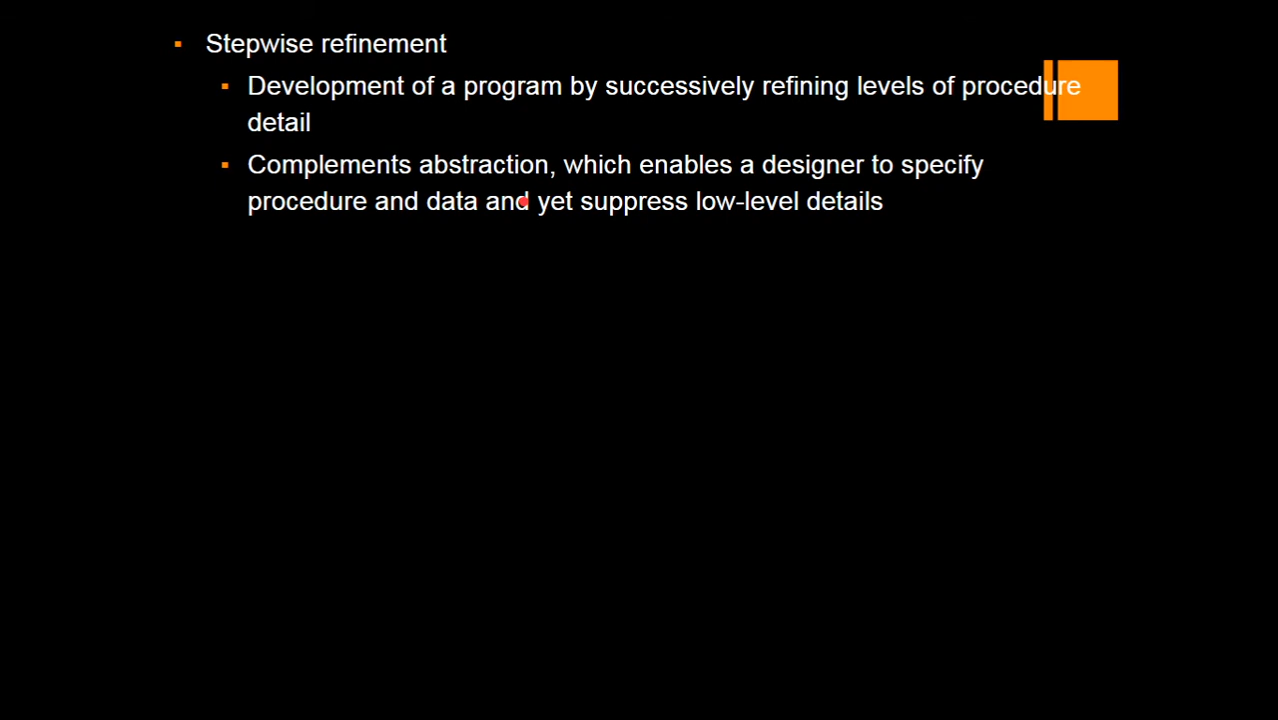 ▪ Stepwise refinement
▪ Development of a program by successively refining levels of procedure
detail
▪ Complements abstraction, which enables a designer to specify
procedure and data and yet suppress low-level details